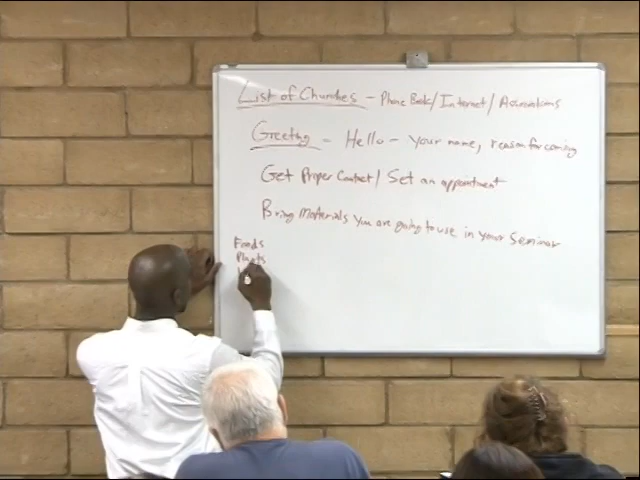 List of Churches - Phone Book/Internet/Associations
Greeting - Hello - your name, reason for coming
Get Proper Contact/ Set an appointment
Bring Materials you are going to use in your Seminar
Foods
Plants